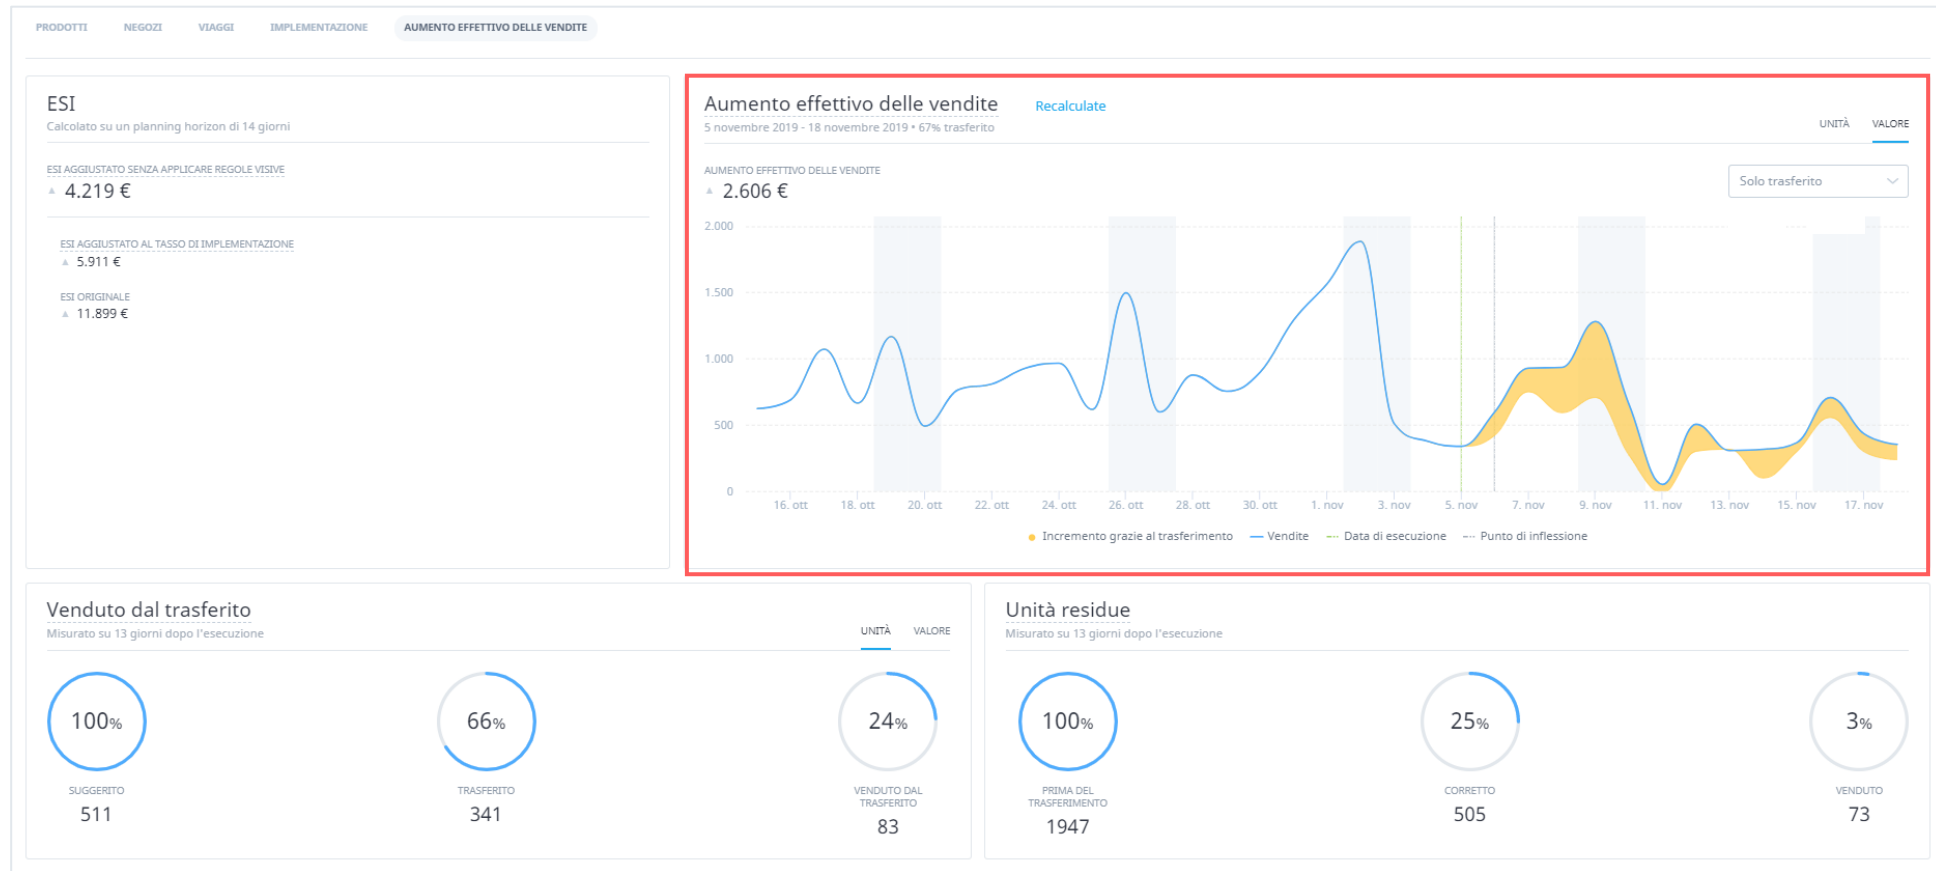 PRODOTTI NEGOZI VIAGGI IMPLEMENTAZIONE AUMENTO EFFETTIVO DELLE VENDITE
ESI
Calcolato su un planning horizon di 14 giorni
ESI AGGIUSTATO SENZA APPLICARE REGOLE VISIVE
4.219 €
ESI AGGIUSTATO AL TASSO DI IMPLEMENTAZIONE
5.911 €
ESI ORIGINALE
11.899 €
Aumento effettivo delle vendite Recalculate
5 novembre 2019 - 18 novembre 2019 • 67% trasferito
UNITÀ VALORE
AUMENTO EFFETTIVO DELLE VENDITE
2.606 €
Solo trasferito
2.000
1.500
1.000
500
0
16. ott 18. ott 20. ott 22. ott 24. ott 26. ott 28. ott 30. ott 1. nov 3. nov 5. nov 7. nov 9. nov 11. nov 13. nov 15. nov 17. nov
Incremento grazie al trasferimento Vendite Data di esecuzione Punto di inflessione
Venduto dal trasferito
Misurato su 13 giorni dopo l'esecuzione
UNITÀ VALORE
100% 66% 24%
SUGGERITO TRASFERITO VENDUTO DAL
TRASFERITO
511 341 83
Unità residue
Misurato su 13 giorni dopo l'esecuzione
100% 25% 3%
PRIMA DEL CORRETTO VENDUTO
TRASFERIMENTO
1947 505 73